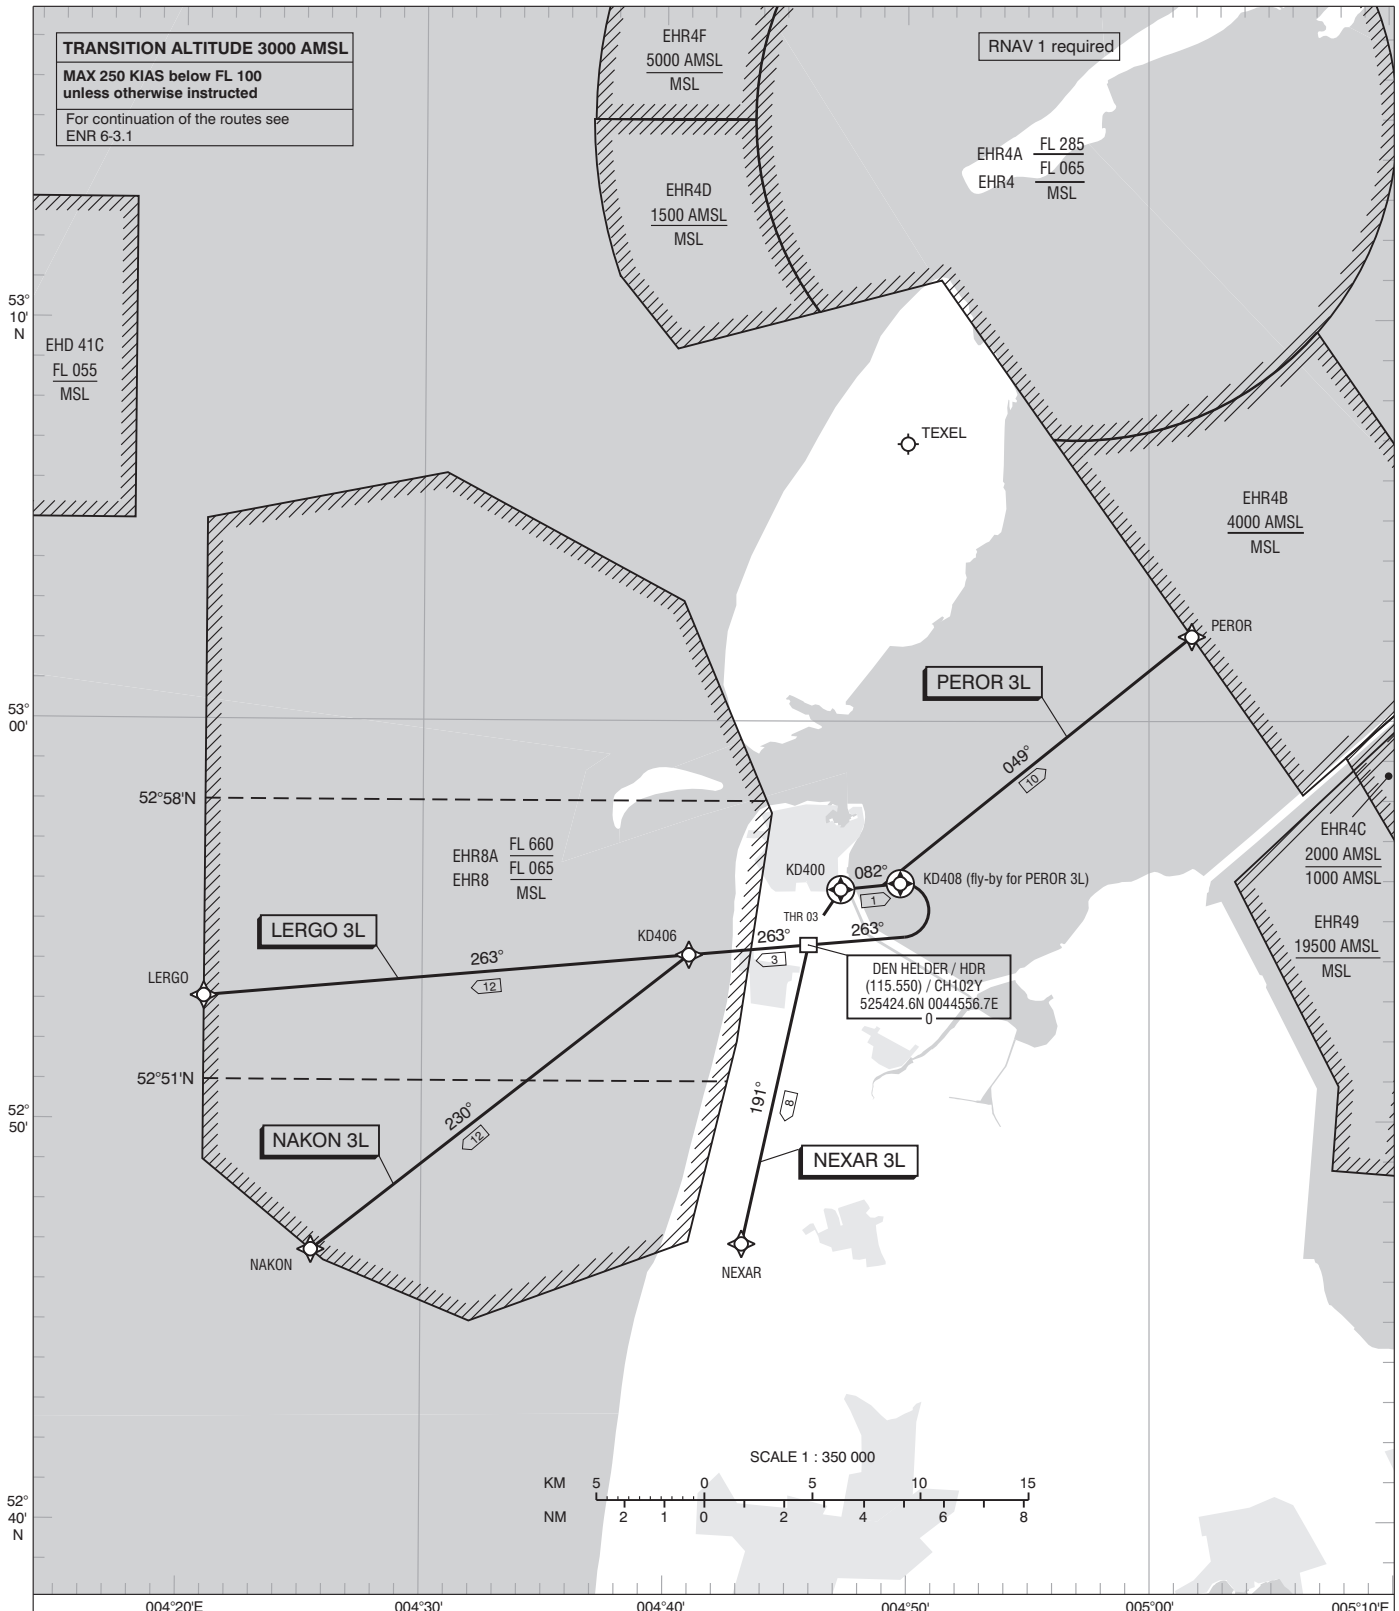 TRANSITION ALTITUDE 3000 AMSL
MAX 250 KIAS below FL 100
unless otherwise instructed
For continuation of the routes see
ENR 6-3.1
EHR4F
5000 AMSL
MSL
RNAV 1 required
EHR4A FL 285
FL 065
EHR4
MSL
EHR4D
1500 AMSL
MSL
53°
10'
N
EHD 41C
FL 055
MSL
TEXEL
EHR4B
4000 AMSL
MSL
PEROR
PEROR 3L
53°
00'
049°
10
52°58'N
EHR8A FL 660
FL 065
EHR8
MSL
EHR4C
2000 AMSL
1000 AMSL
KD400
082°
KD408 (fly-by for PEROR 3L)
1
THR 03
EHR49
19500 AMSL
MSL
LERGO 3L
KD406
263°
263°
3
263°
12
LERGO
DEN HELDER / HDR
(115.550) / CH102Y
525424.6N 0044556.7E
0
52°51'N
191°
8
52°
50'
230°
12
NAKON 3L
NEXAR 3L
NAKON
NEXAR
SCALE 1 : 350 000
KM 5 0 5 10 15
NM 2 1 0 2 4 6 8
52°
40'
N
004°20'E 004°30' 004°40' 004°50' 005°00' 005°10'E